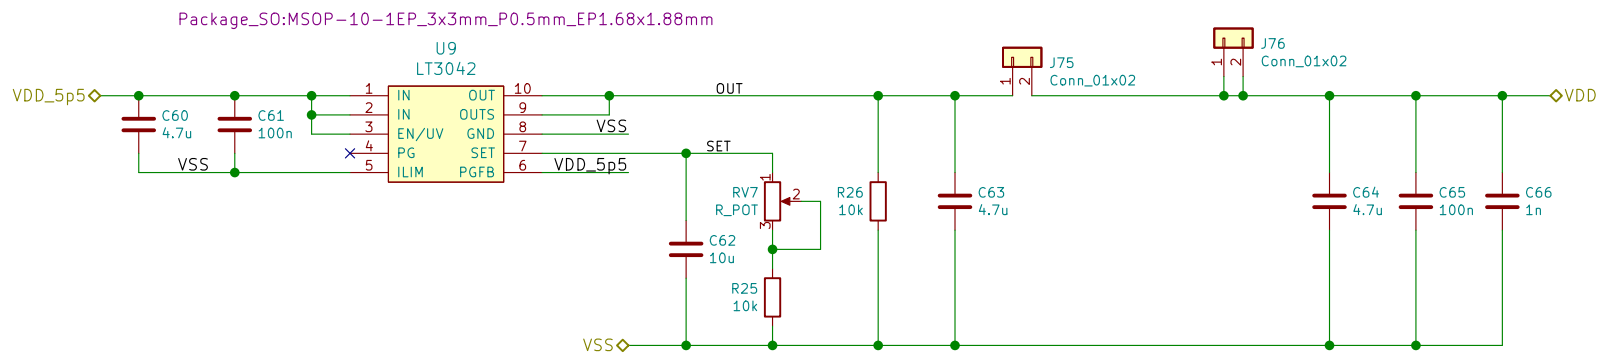 Package_SO:MSOP-10-1EP_3x3mm_P0.5mm_EP1.68x1.88mm
U9
LT3042
VDD_5p5
C60
4.7u
C61
100n
VSS
1 IN
2 IN
3 EN/UV
4 PG
5 ILIM
OUT 10
OUTS 9
GND 8
SET 7
PGFB 6
OUT
VSS
SET
VDD_5p5
C62
10u
RV7
R_POT
1
2
3
R25
10k
R26
10k
C63
4.7u
J75
Conn_01x02
1
2
J76
Conn_01x02
1
2
VDD
C64
4.7u
C65
100n
C66
1n
VSS